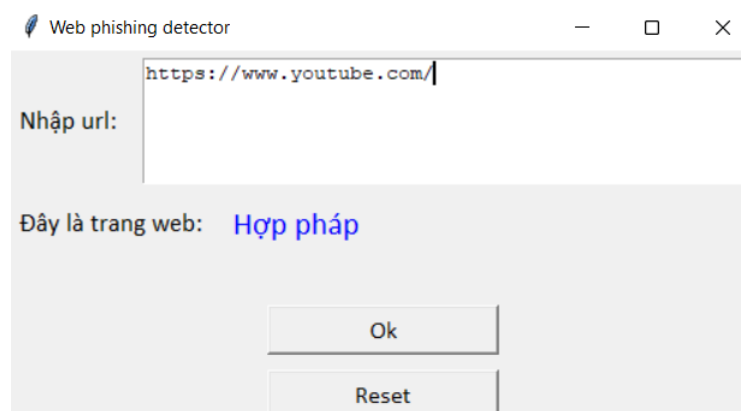 Web phishing detector
https://www.youtube.com/
Nhập url:
Đây là trang web: Hợp pháp
Ok
Reset